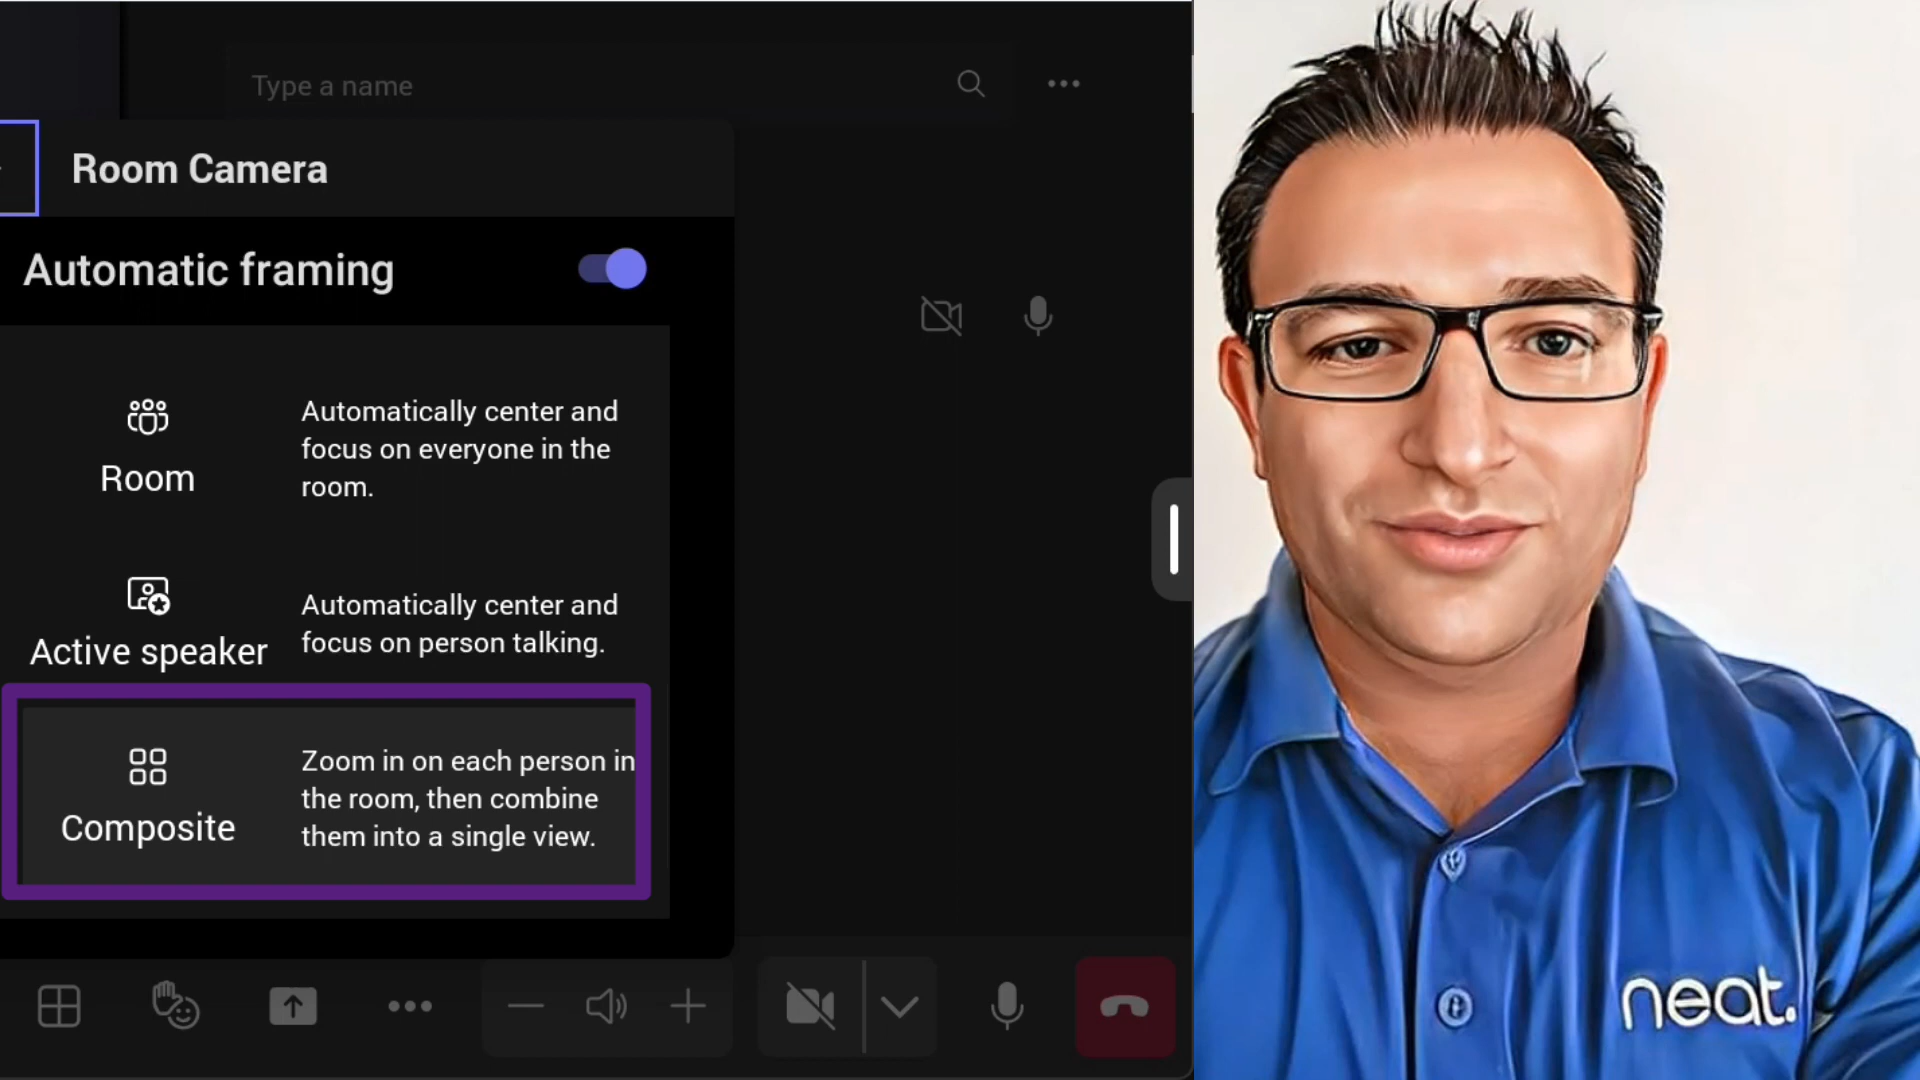 Type a name
Room Camera
Automatic framing
Room
Automatically center and
focus on everyone in the
room.
Active speaker
Automatically center and
focus on person talking.
Composite
Zoom in on each person in
the room, then combine
them into a single view.
neat.